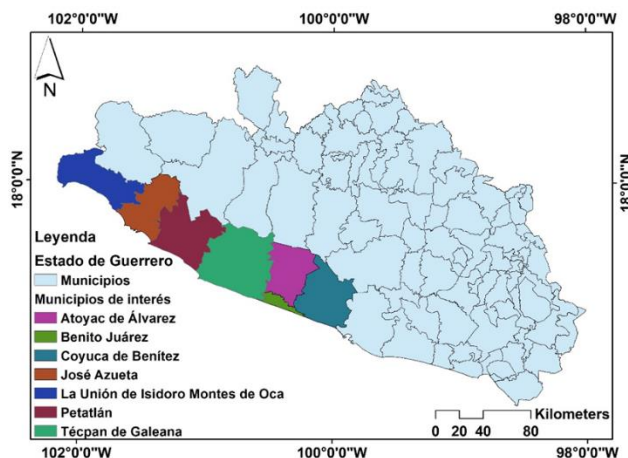 102°0'0"W 100°0'0"W 98°0'0"W
N
18°0'0"N 18°0'0"N
Leyenda
Estado de Guerrero
Municipios
Municipios de interés
Atoyac de Álvarez
Benito Juárez
Coyuca de Benítez
José Azueta
La Unión de Isidoro Montes de Oca
Petatlán
Técpan de Galeana
Kilometers
0 20 40 80
102°0'0"W 100°0'0"W 98°0'0"W